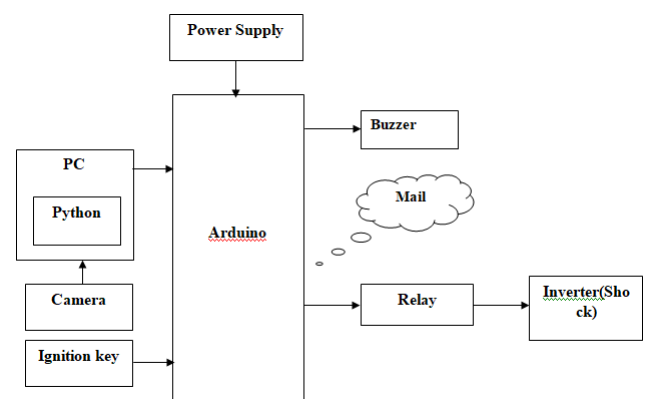 Power Supply
Buzzer
PC
Python
Mail
Arduino
Camera
Relay
Inverter(Sho
ck)
Ignition key